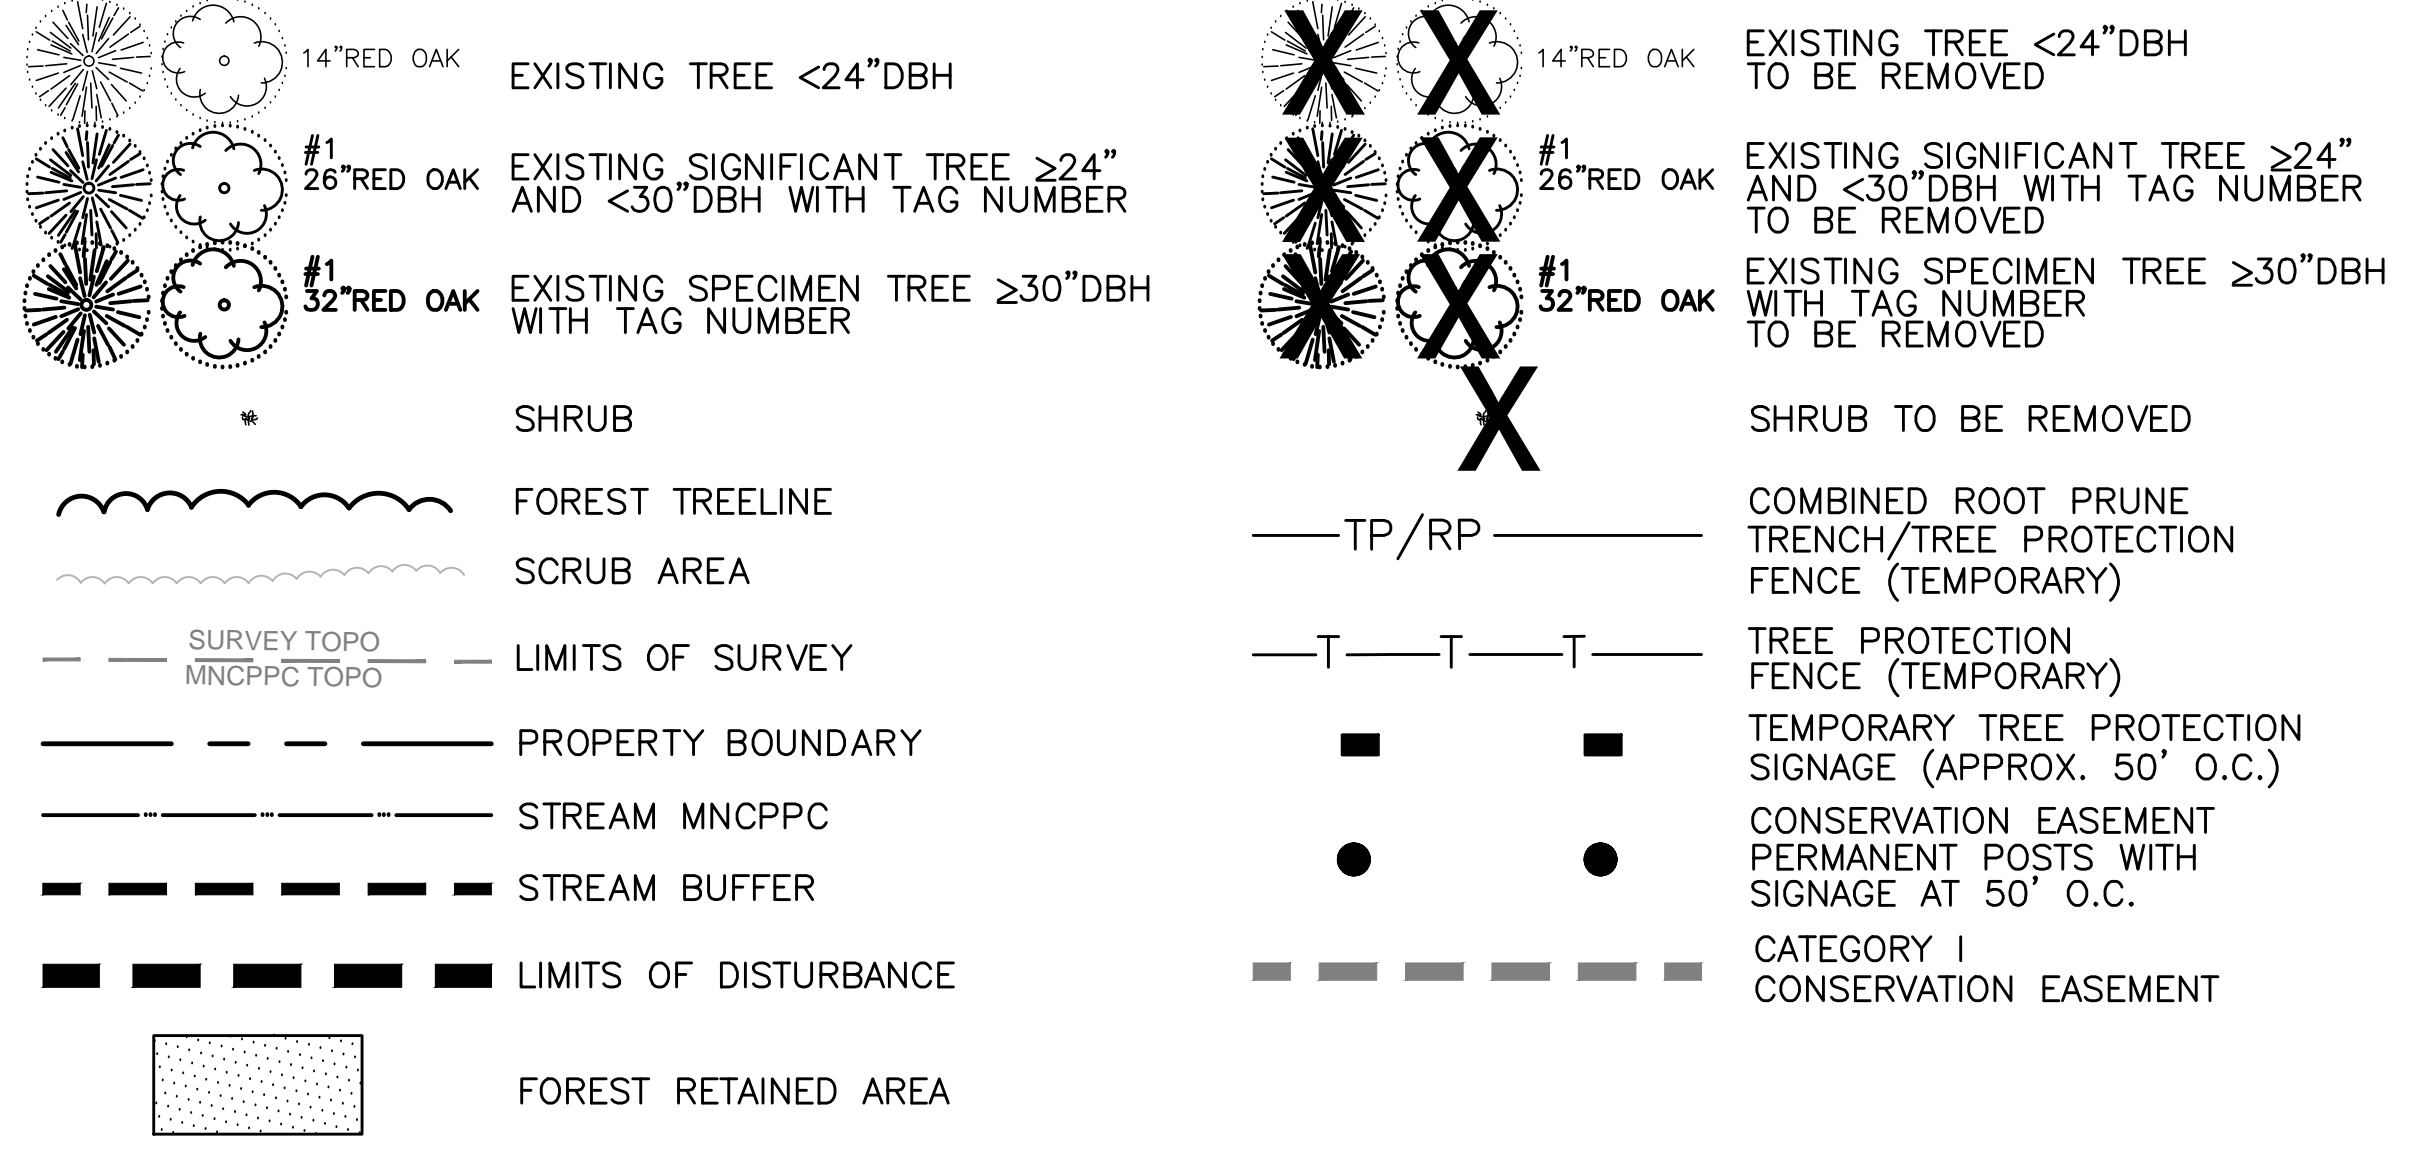 14"RED OAK
EXISTING TREE <24"DBH
#1
26"RED OAK
EXISTING SIGNIFICANT TREE ≥24"
AND <30"DBH WITH TAG NUMBER
#1
32"RED OAK
EXISTING SPECIMEN TREE ≥30"DBH
WITH TAG NUMBER
SHRUB
FOREST TREELINE
SCRUB AREA
SURVEY TOPO
MNCPPC TOPO
LIMITS OF SURVEY
PROPERTY BOUNDARY
STREAM MNCPPC
STREAM BUFFER
LIMITS OF DISTURBANCE
FOREST RETAINED AREA
14"RED OAK
EXISTING TREE <24"DBH
TO BE REMOVED
#1
26"RED OAK
EXISTING SIGNIFICANT TREE ≥24"
AND <30"DBH WITH TAG NUMBER
TO BE REMOVED
#1
32"RED OAK
EXISTING SPECIMEN TREE ≥30"DBH
WITH TAG NUMBER
TO BE REMOVED
SHRUB TO BE REMOVED
TP/RP
COMBINED ROOT PRUNE
TRENCH/TREE PROTECTION
FENCE (TEMPORARY)
T T T
TREE PROTECTION
FENCE (TEMPORARY)
TEMPORARY TREE PROTECTION
SIGNAGE (APPROX. 50' O.C.)
CONSERVATION EASEMENT
PERMANENT POSTS WITH
SIGNAGE AT 50' O.C.
CATEGORY I
CONSERVATION EASEMENT